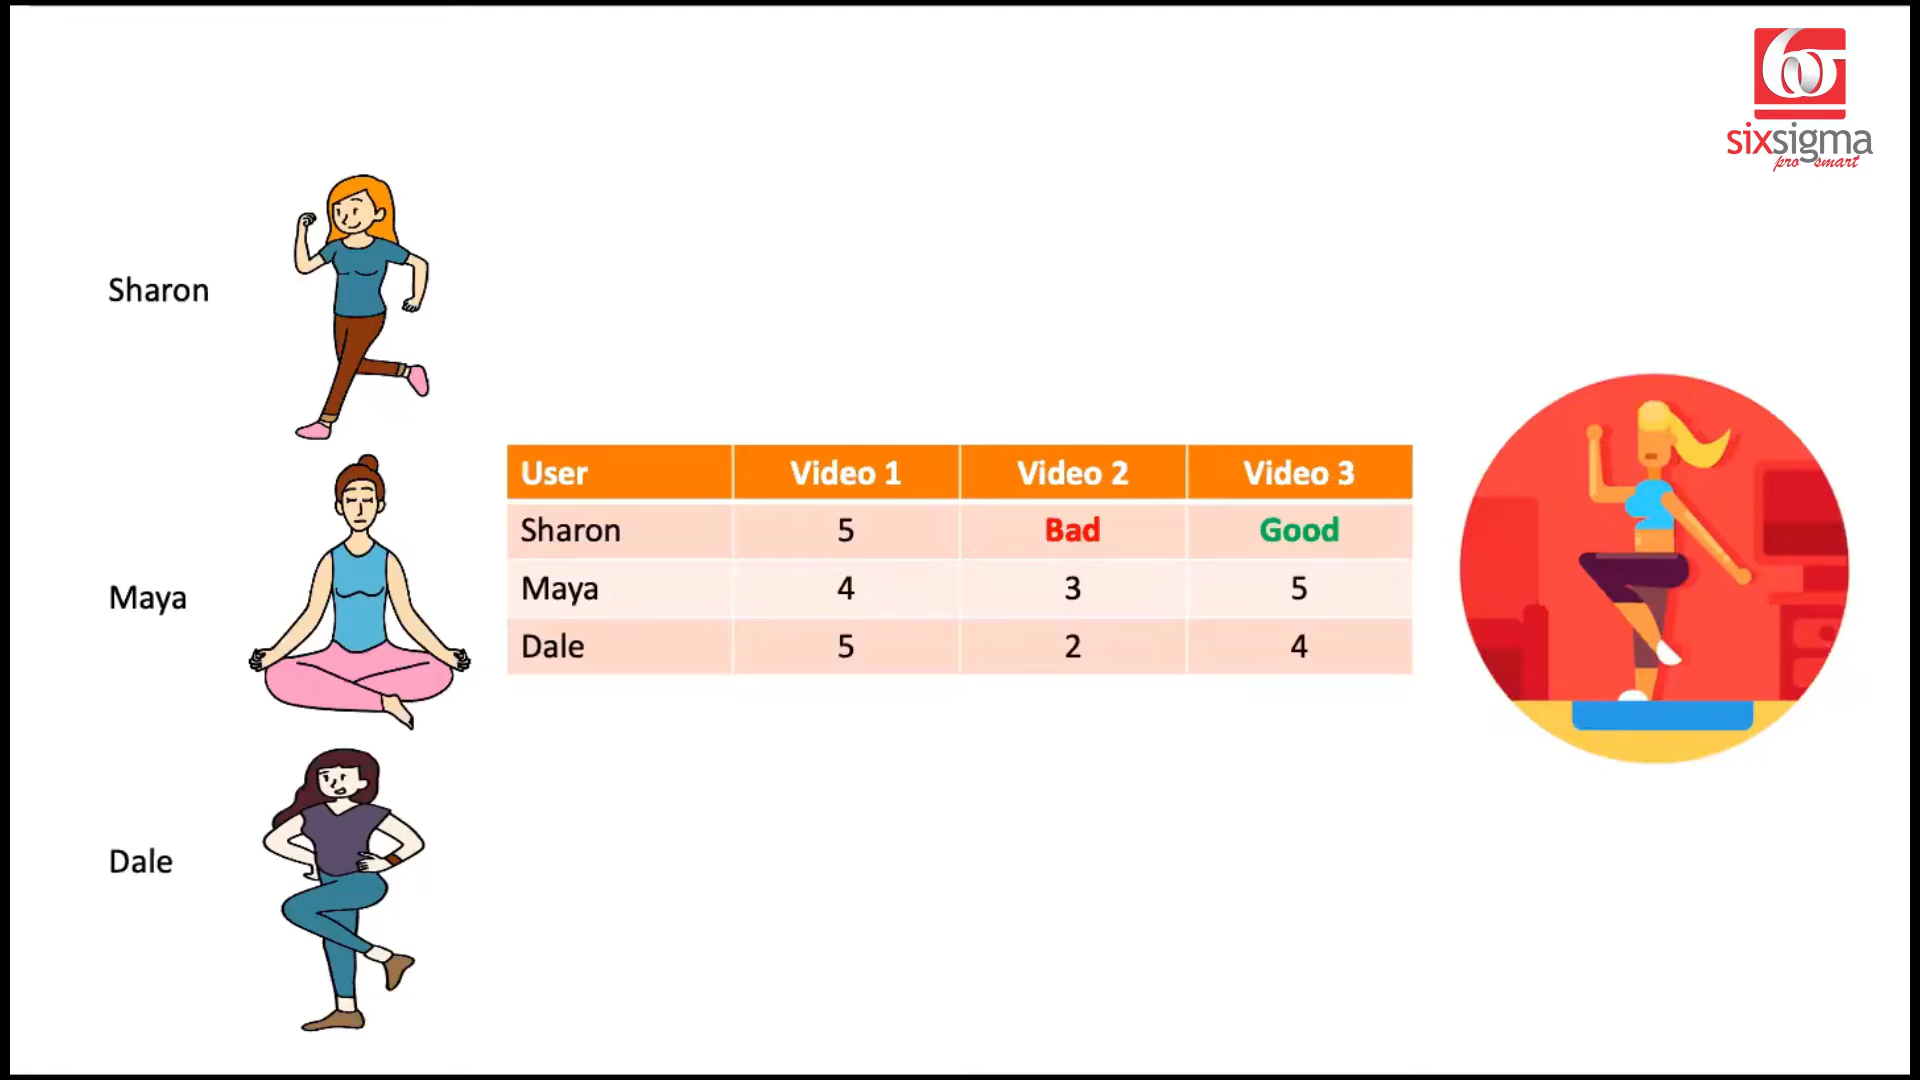 sixsigma
pro smart
Sharon
Maya
Dale
User Video 1 Video 2 Video 3
Sharon 5 Bad Good
Maya 4 3 5
Dale 5 2 4